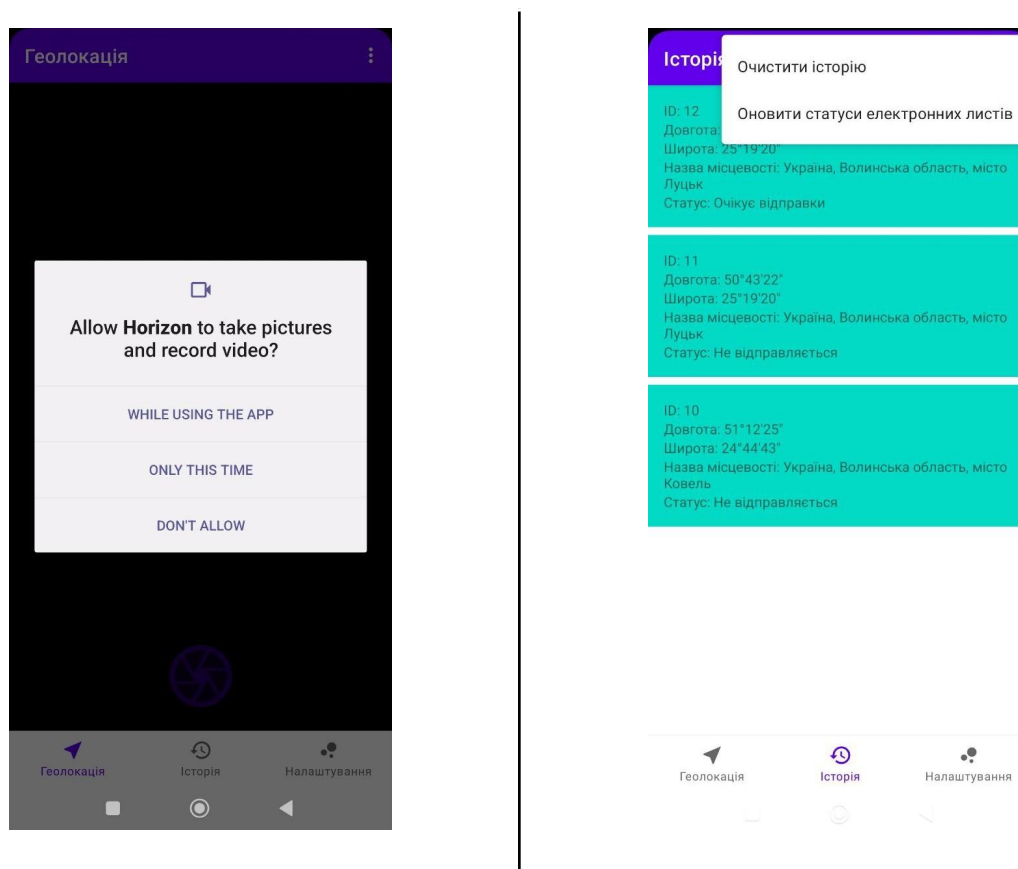 Геолокація
Allow Horizon to take pictures
and record video?
WHILE USING THE APP
ONLY THIS TIME
DON'T ALLOW
Геолокація
Історія
Налаштування
Історія
Очистити історію
Оновити статуси електронних листів
ID: 12
Довгота:
Широта: 25°19'20"
Назва місцевості: Україна, Волинська область, місто
Луцьк
Статус: Очікує відправки
ID: 11
Довгота: 50°43'22"
Широта: 25°19'20"
Назва місцевості: Україна, Волинська область, місто
Луцьк
Статус: Не відправляється
ID: 10
Довгота: 51°12'25"
Широта: 24°44'43"
Назва місцевості: Україна, Волинська область, місто
Ковель
Статус: Не відправляється
Геолокація
Історія
Налаштування